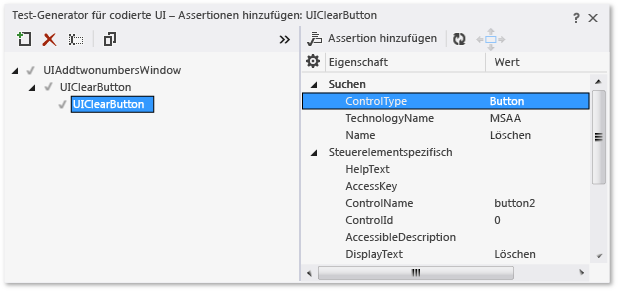 Test-Generator für codierte UI – Assertionen hinzufügen: UIClearButton
Assertion hinzufügen
UIAddtwonumbersWindow
UIClearButton
UIClearButton
Eigenschaft Wert
Suchen
ControlType Button
TechnologyName MSAA
Name Löschen
Steuerelementspezifisch
HelpText
AccessKey
ControlName button2
ControlId 0
AccessibleDescription
DisplayText Löschen